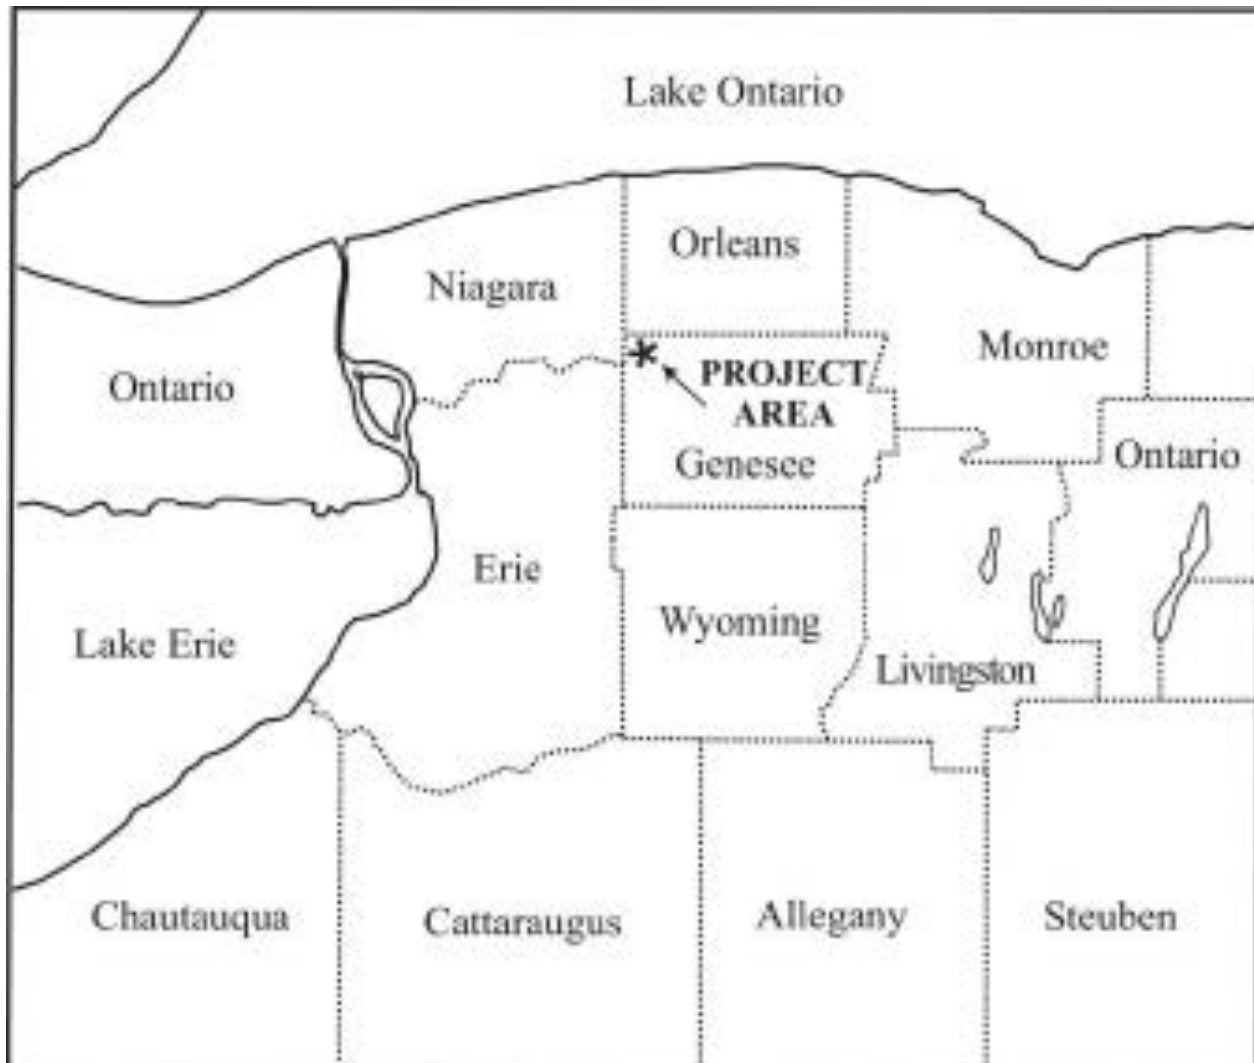 Lake Ontario
Orleans
Niagara
Monroe
Ontario
PROJECT
AREA
Genesee
Ontario
Erie
Wyoming
Lake Erie
Livingston
Chautauqua
Cattaraugus
Allegany
Steuben